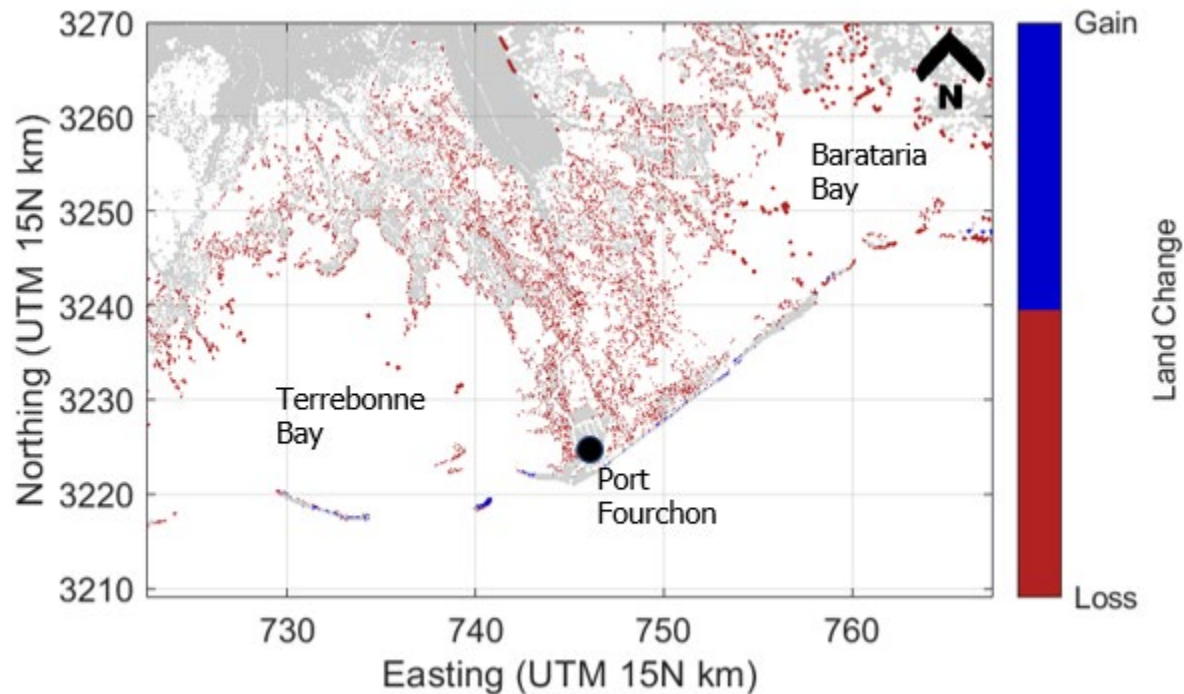 3270
3260
3250
3240
3230
3220
3210
Northing (UTM 15N km)
730
740
750
760
Easting (UTM 15N km)
N
Barataria
Bay
Terrebonne
Bay
Port
Fourchon
Gain
Loss
Land Change